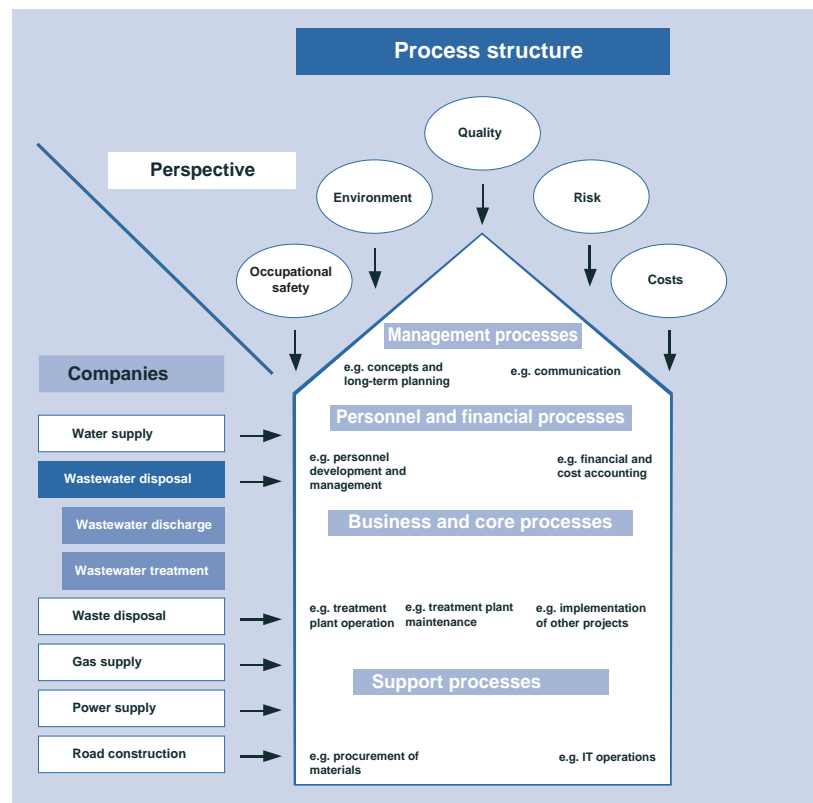 Process structure
Quality
Perspective
Environment
Risk
Occupational
safety
Costs
Management processes
e.g. concepts and
long-term planning
e.g. communication
Companies
Personnel and financial processes
Water supply
e.g. personnel
development and
management
e.g. financial and
cost accounting
Wastewater disposal
Business and core processes
Wastewater discharge
Wastewater treatment
Waste disposal
e.g. treatment
plant operation
e.g. treatment plant
maintenance
e.g. implementation
of other projects
Gas supply
Support processes
Power supply
Road construction
e.g. procurement of
materials
e.g. IT operations